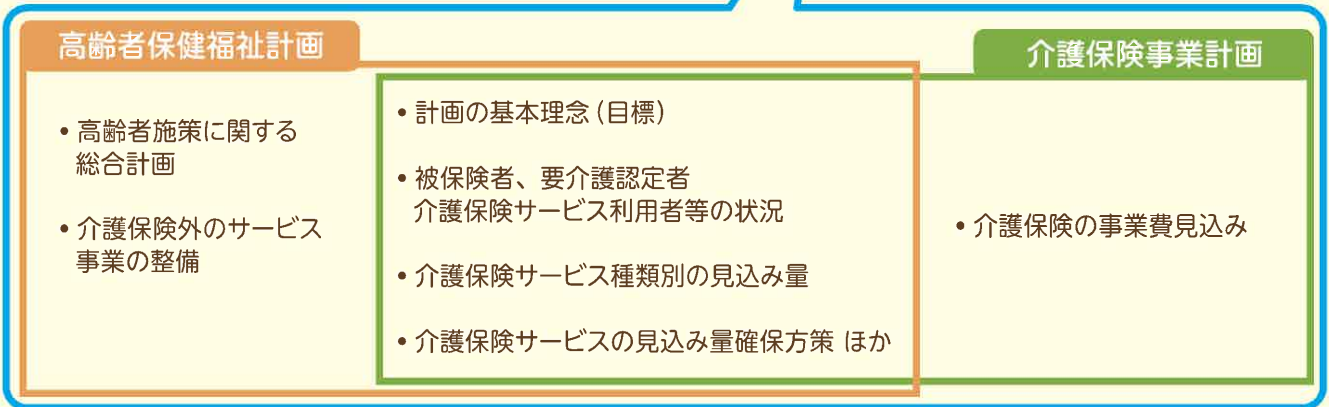 高齢者保健福祉計画
介護保険事業計画
• 高齢者施策に関する
総合計画
• 介護保険外のサービス
事業の整備
• 計画の基本理念(目標)
• 被保険者、要介護認定者
介護保険サービス利用者等の状況
• 介護保険サービス種類別の見込み量
• 介護保険サービスの見込み量確保方策 ほか
• 介護保険の事業費見込み